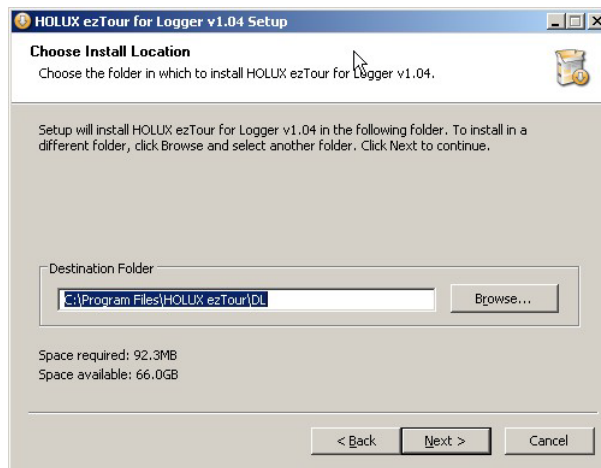 HOLUX ezTour for Logger v1.04 Setup
Choose Install Location
Choose the folder in which to install HOLUX ezTour for Logger v1.04.
Setup will install HOLUX ezTour for Logger v1.04 in the following folder. To install in a
different folder, click Browse and select another folder. Click Next to continue.
Destination Folder
C:\Program Files\HOLUX ezTour\DL
Browse...
Space required: 92.3MB
Space available: 66.0GB
< Back
Next >
Cancel